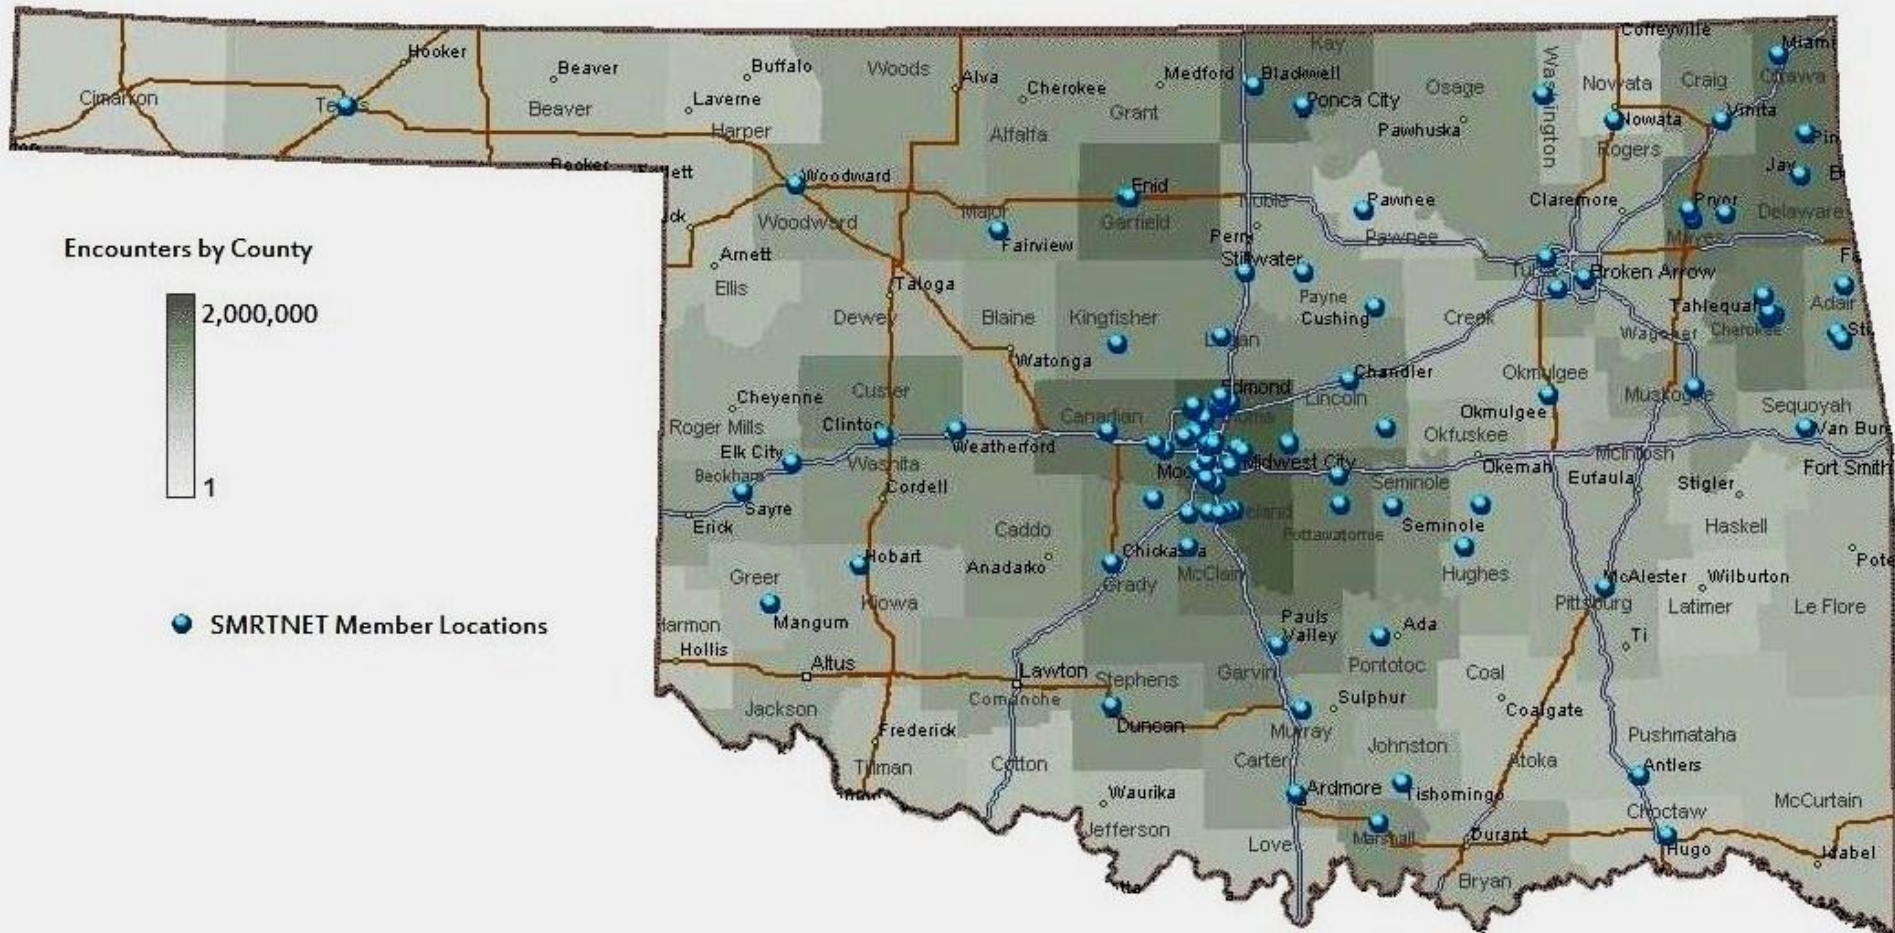 Coffeyville
Hooker
Miami
Kay
Beaver
Buffalo
Woods
Alva
Medford
Blackwell
Osage
Washington
Nowata
Craig
Ottawa
Cimarron
Texas
Beaver
Laverne
Cherokee
Grant
Ponca City
Pawhuska
Nowata
Vinita
Harper
Alfalfa
Rogers
Jay
Woodward
Enid
Noble
Pawnee
Claremore
Pryor
Delaware
Woodward
Major
Garfield
Fairview
Perry
Pawnee
Mayes
Encounters by County
2,000,000
1
SMRTNET Member Locations
Arnett
Ellis
Stillwater
Tulsa
Broken Arrow
Taloga
Payne
Cushing
Tahlequah
Adair
Dewey
Blaine
Kingfisher
Logan
Creek
Wagoner
Cherokee
Watonga
Chandler
Okmulgee
Cheyenne
Custer
Edmond
Lincoln
Muskogee
Roger Mills
Clinton
Canadian
Okmulgee
Sequoyah
Okfuskee
Van Bur
Elk City
Weatherford
Midwest City
McIntosh
Beckham
Washita
Okemah
Fort Smith
Cordell
Seminole
Eufaula
Stigler
Sayre
Erick
Caddo
Pottawatomie
Seminole
Haskell
Hobart
Anadarko
Chickasa
Grady
McClain
Hughes
Greer
Kiowa
Mangum
McAlester
Wilburton
Pittsburg
Latimer
Le Flore
Harmon
Hollis
Pauls
Valley
Ada
Ti
Altus
Lawton
Stephens
Garvin
Pontotoc
Coal
Jackson
Comanche
Duncan
Sulphur
Coalgate
Frederick
Murray
Johnston
Pushmataha
Tillman
Cotton
Carter
Atoka
Antlers
Waurika
Ardmore
Tishomingo
Choctaw
McCurtain
Jefferson
Marshall
Durant
Love
Hugo
Idabel
Bryan